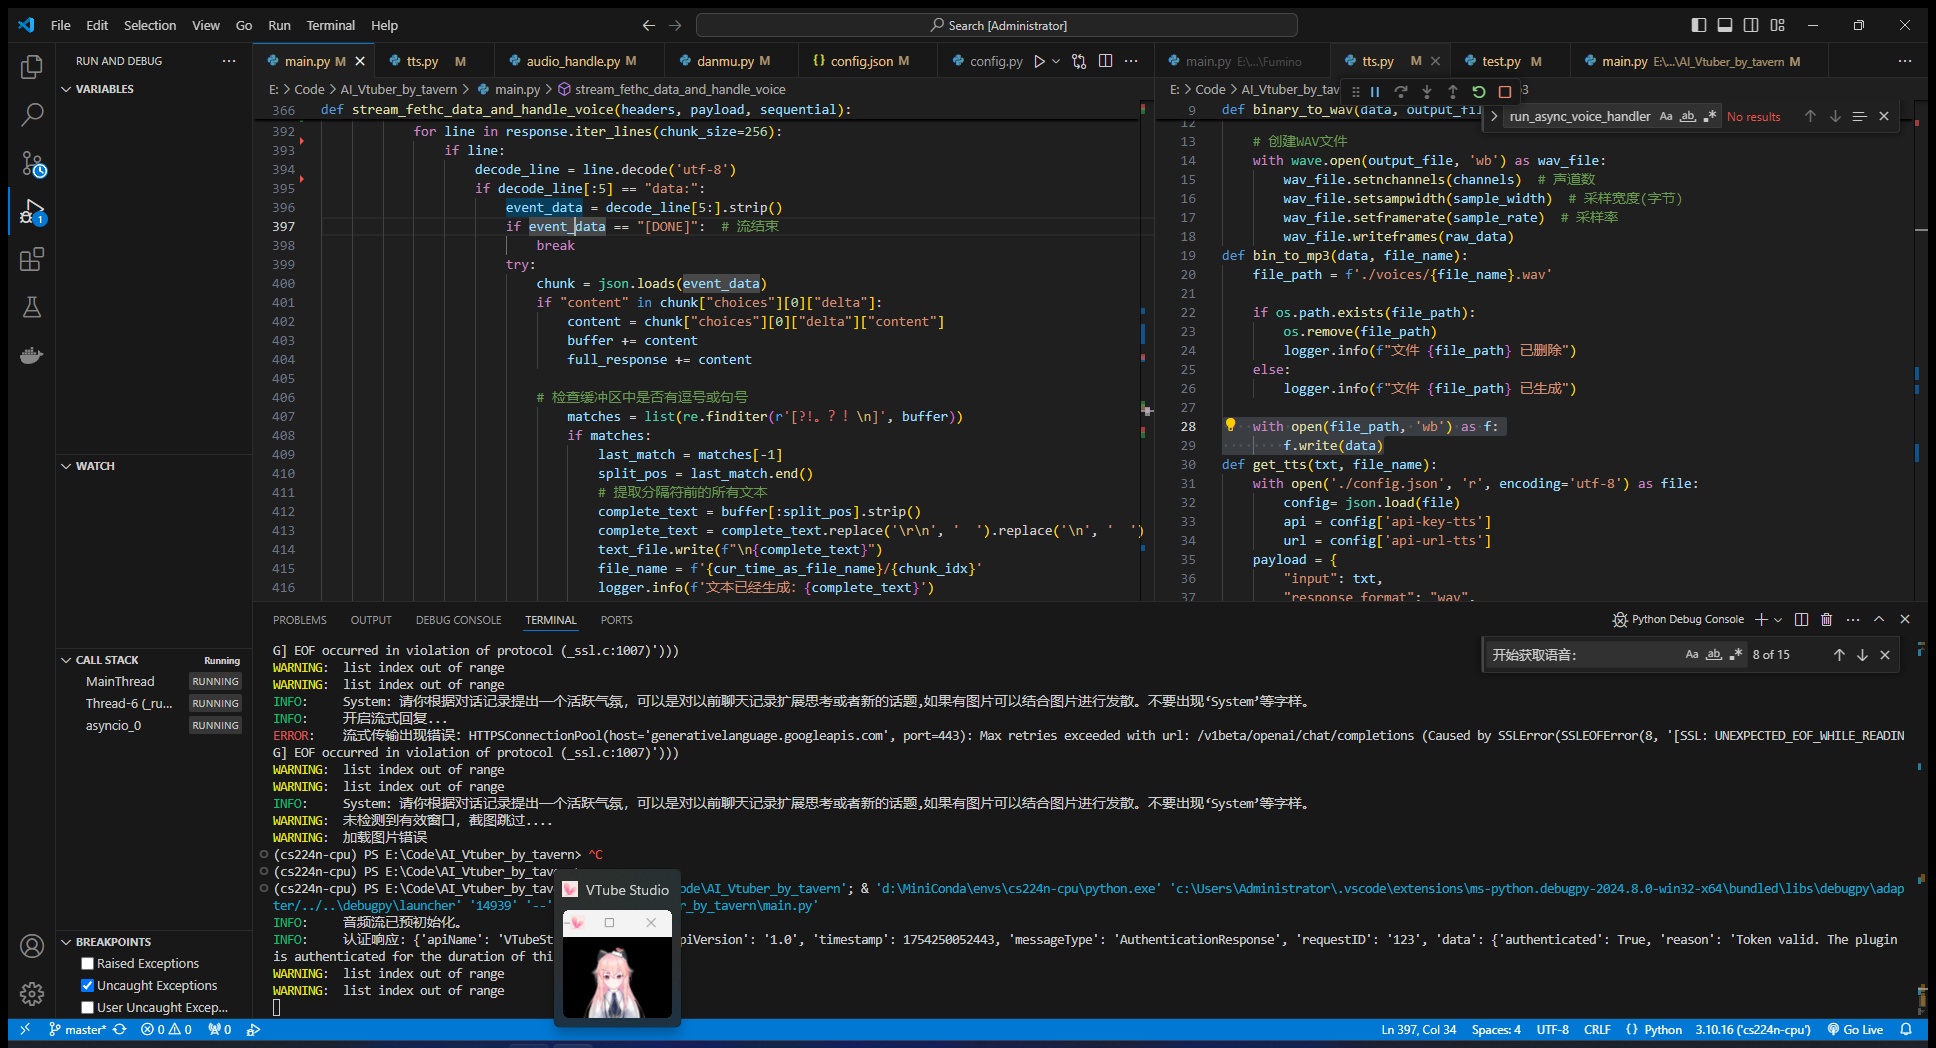 File Edit Selection View Go Run Terminal Help
Search [Administrator]
RUN AND DEBUG
VARIABLES
WATCH
CALL STACK Running
MainThread RUNNING
Thread-6 (_ru... RUNNING
asyncio_0 RUNNING
BREAKPOINTS
Raised Exceptions
Uncaught Exceptions
User Uncaught Excep...
main.py M tts.py M audio_handle.py M danmu.py M {} config.json M config.py
E: > Code > AI_Vtuber_by_tavern > main.py > stream_fethc_data_and_handle_voice
366 def stream_fethc_data_and_handle_voice(headers, payload, sequential):
392 for line in response.iter_lines(chunk_size=256):
393 if line:
394 decode_line = line.decode('utf-8')
395 if decode_line[:5] == "data:":
396 event_data = decode_line[5:].strip()
397 if event_data == "[DONE]": # 流结束
398 break
399 try:
400 chunk = json.loads(event_data)
401 if "content" in chunk["choices"][0]["delta"]:
402 content = chunk["choices"][0]["delta"]["content"]
403 buffer += content
404 full_response += content
405
406 # 检查缓冲区中是否有逗号或句号
407 matches = list(re.finditer(r'[?!。？！\n]', buffer))
408 if matches:
409 last_match = matches[-1]
410 split_pos = last_match.end()
411 # 提取分隔符前的所有文本
412 complete_text = buffer[:split_pos].strip()
413 complete_text = complete_text.replace('\r\n', '  ').replace('\n', '  ')
414 text_file.write(f"\n{complete_text}")
415 file_name = f'{cur_time_as_file_name}/{chunk_idx}'
416 logger.info(f'文本已经生成: {complete_text}')
main.py E:\...\Fumino tts.py M test.py M main.py E:\...\AI_Vtuber_by_tavern M
E: > Code > AI_Vtuber_by_tav
9 def binary_to_wav(data, output_fil
run_async_voice_handler Aa ab .* No results
12
13 # 创建WAV文件
14 with wave.open(output_file, 'wb') as wav_file:
15 wav_file.setnchannels(channels) # 声道数
16 wav_file.setsampwidth(sample_width) # 采样宽度(字节)
17 wav_file.setframerate(sample_rate) # 采样率
18 wav_file.writeframes(raw_data)
19 def bin_to_mp3(data, file_name):
20 file_path = f'./voices/{file_name}.wav'
21
22 if os.path.exists(file_path):
23 os.remove(file_path)
24 logger.info(f"文件 {file_path} 已删除")
25 else:
26 logger.info(f"文件 {file_path} 已生成")
27
28 with open(file_path, 'wb') as f:
29 f.write(data)
30 def get_tts(txt, file_name):
31 with open('./config.json', 'r', encoding='utf-8') as file:
32 config= json.load(file)
33 api = config['api-key-tts']
34 url = config['api-url-tts']
35 payload = {
36 "input": txt,
37 "response_format": "wav",
PROBLEMS OUTPUT DEBUG CONSOLE TERMINAL PORTS
Python Debug Console
开始获取语音: Aa ab .* 8 of 15
G] EOF occurred in violation of protocol (_ssl.c:1007)')))
WARNING: list index out of range
WARNING: list index out of range
INFO: System: 请你根据对话记录提出一个活跃气氛, 可以是对以前聊天记录扩展思考或者新的话题,如果有图片可以结合图片进行发散。不要出现‘System’等字样。
INFO: 开启流式回复...
ERROR: 流式传输出现错误: HTTPSConnectionPool(host='generativelanguage.googleapis.com', port=443): Max retries exceeded with url: /v1beta/openai/chat/completions (Caused by SSLError(SSLEOFError(8, '[SSL: UNEXPECTED_EOF_WHILE_READIN
G] EOF occurred in violation of protocol (_ssl.c:1007)')))
WARNING: list index out of range
WARNING: list index out of range
INFO: System: 请你根据对话记录提出一个活跃气氛, 可以是对以前聊天记录扩展思考或者新的话题,如果有图片可以结合图片进行发散。不要出现‘System’等字样。
WARNING: 未检测到有效窗口, 截图跳过....
WARNING: 加载图片错误
(cs224n-cpu) PS E:\Code\AI_Vtuber_by_tavern> ^C
(cs224n-cpu) PS E:\Code\AI_Vtuber_by_tav
(cs224n-cpu) PS E:\Code\AI_Vtuber_by_tav ode\AI_Vtuber_by_tavern'; & 'd:\MiniConda\envs\cs224n-cpu\python.exe' 'c:\Users\Administrator\.vscode\extensions\ms-python.debugpy-2024.8.0-win32-x64\bundled\libs\debugpy\adap
ter/../..\debugpy\launcher' '14939' '--' r_by_tavern\main.py'
INFO: 音频流已预初始化。
INFO: 认证响应: {'apiName': 'VTubeSt piVersion': '1.0', 'timestamp': 1754250052443, 'messageType': 'AuthenticationResponse', 'requestID': '123', 'data': {'authenticated': True, 'reason': 'Token valid. The plugin
is authenticated for the duration of thi
WARNING: list index out of range
WARNING: list index out of range
VTube Studio
master* 0 0 0
Ln 397, Col 34 Spaces: 4 UTF-8 CRLF {} Python 3.10.16 ('cs224n-cpu') Go Live